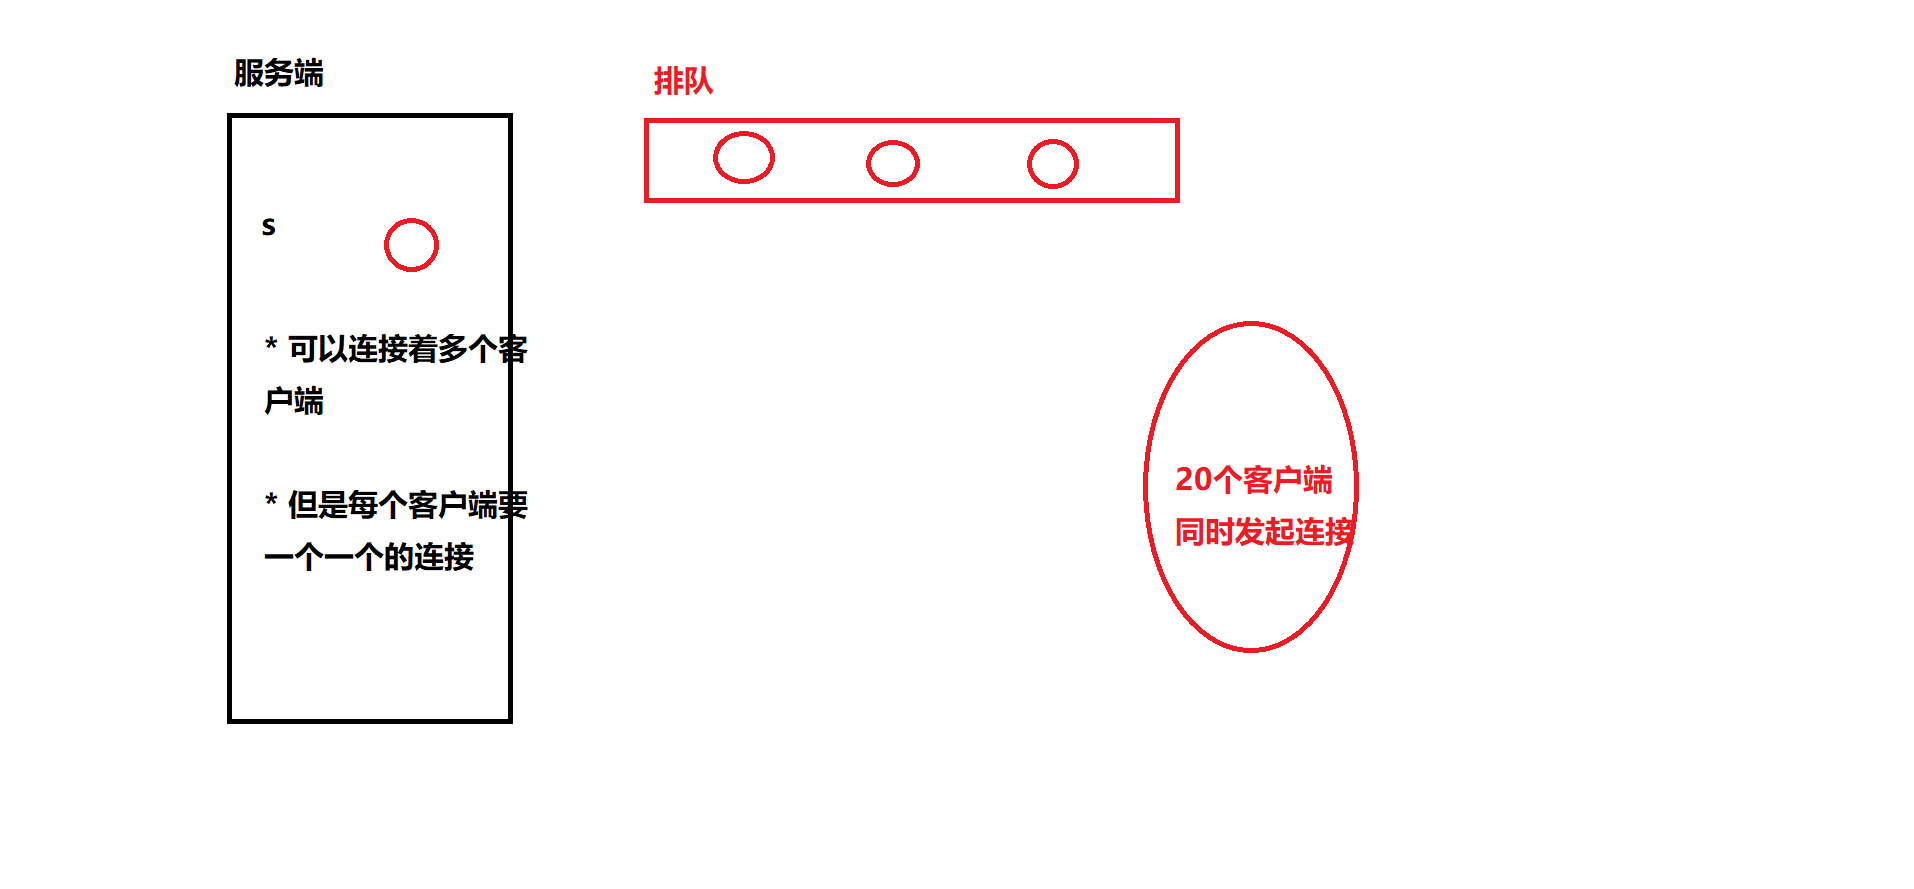 服务端
排队
s
* 可以连接着多个客
户端
* 但是每个客户端要
一个一个的连接
20个客户端
同时发起连接